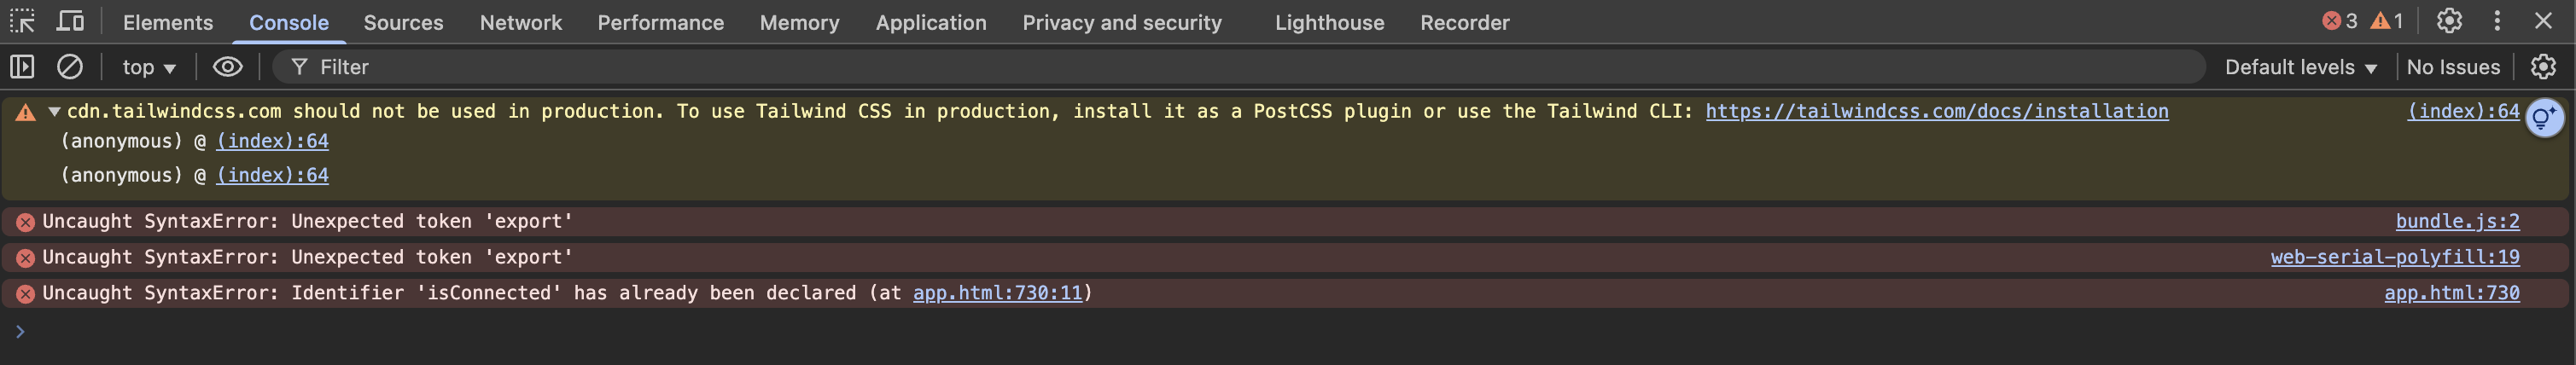 Elements Console Sources Network Performance Memory Application Privacy and security Lighthouse Recorder 3 1
top Filter Default levels No Issues
cdn.tailwindcss.com should not be used in production. To use Tailwind CSS in production, install it as a PostCSS plugin or use the Tailwind CLI: https://tailwindcss.com/docs/installation (index):64
(anonymous) @ (index):64
(anonymous) @ (index):64
Uncaught SyntaxError: Unexpected token 'export' bundle.js:2
Uncaught SyntaxError: Unexpected token 'export' web-serial-polyfill:19
Uncaught SyntaxError: Identifier 'isConnected' has already been declared (at app.html:730:11) app.html:730